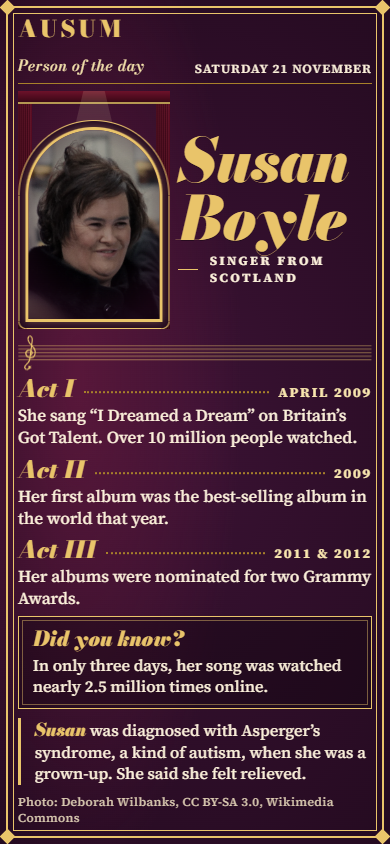 AUSUM
Person of the day
SATURDAY 21 NOVEMBER
Susan
Boyle
SINGER FROM
SCOTLAND
Act I
APRIL 2009
She sang “I Dreamed a Dream” on Britain’s
Got Talent. Over 10 million people watched.
Act II
2009
Her first album was the best-selling album in
the world that year.
Act III
2011 & 2012
Her albums were nominated for two Grammy
Awards.
Did you know?
In only three days, her song was watched
nearly 2.5 million times online.
Susan was diagnosed with Asperger’s
syndrome, a kind of autism, when she was a
grown-up. She said she felt relieved.
Photo: Deborah Wilbanks, CC BY-SA 3.0, Wikimedia
Commons